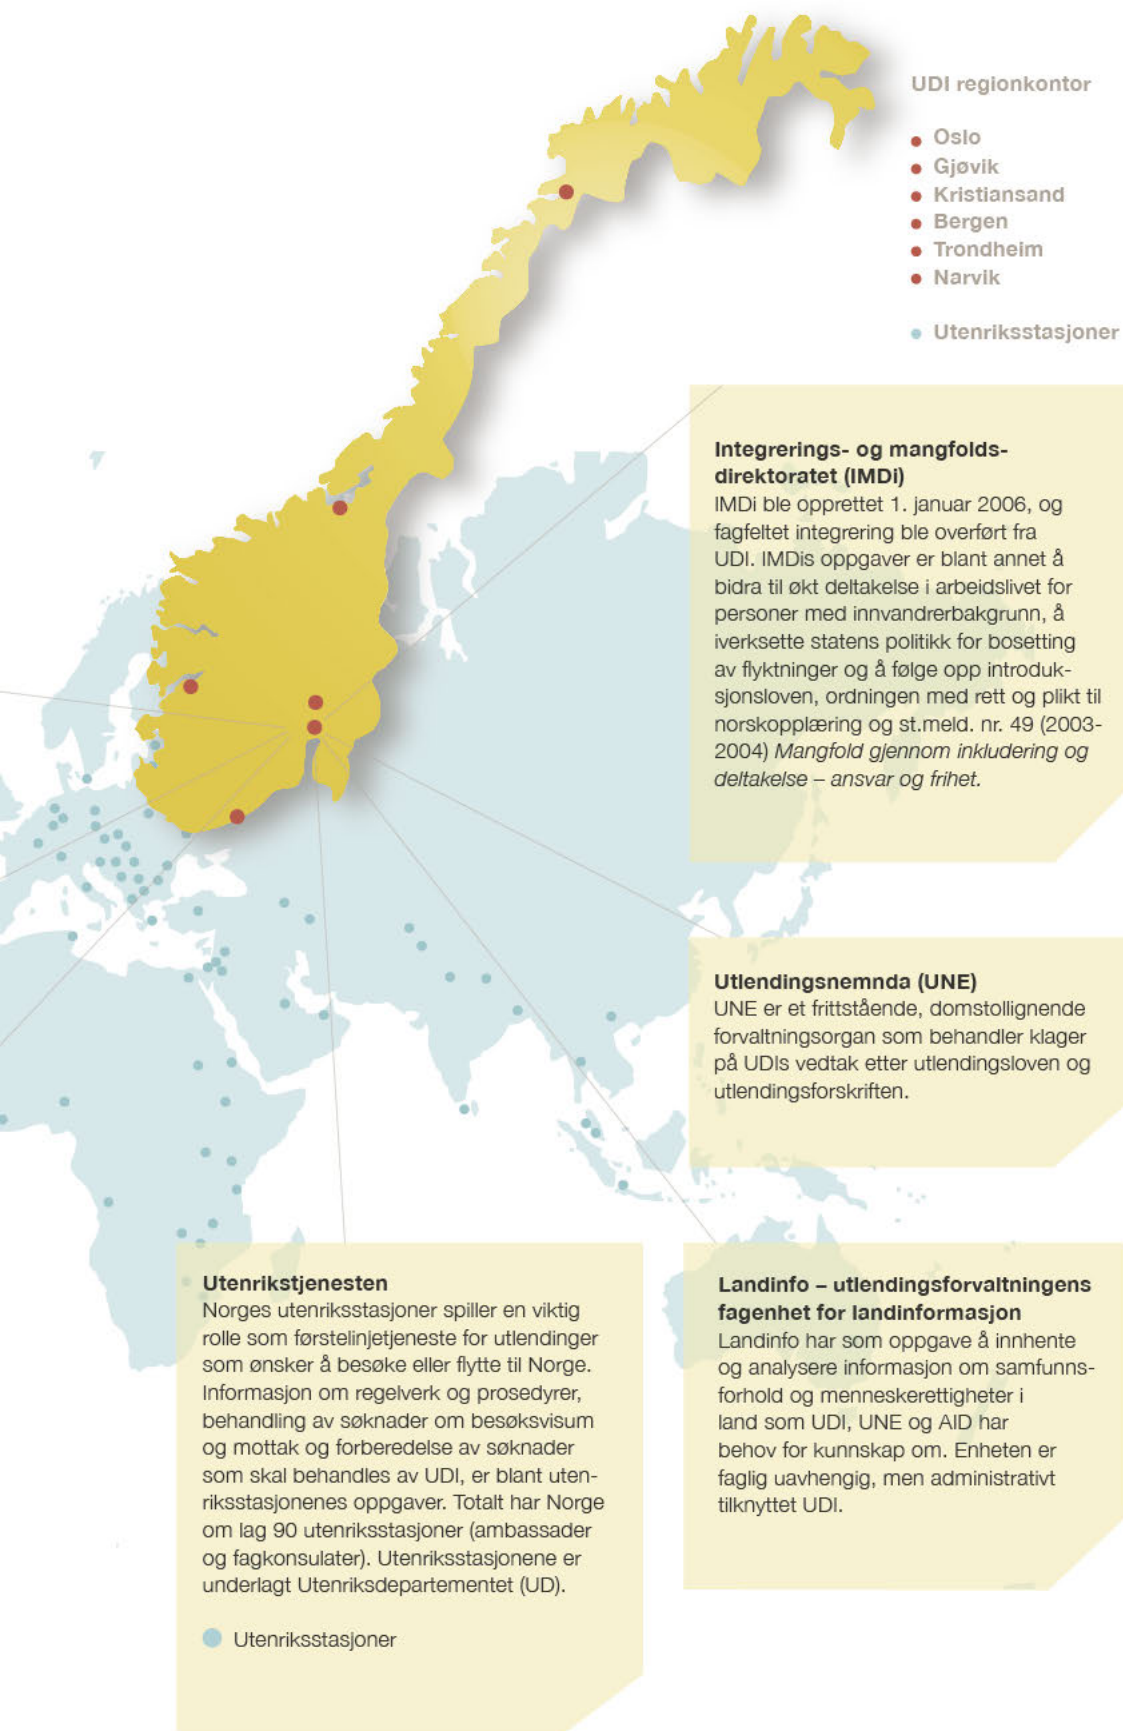 UDI regionkontor
Oslo
Gjøvik
Kristiansand
Bergen
Trondheim
Narvik
Utenriksstasjoner
Integrerings- og mangfolds-
direktoratet (IMDi)
IMDi ble opprettet 1. januar 2006, og
fagfeltet integrering ble overført fra
UDI. IMDis oppgaver er blant annet å
bidra til økt deltakelse i arbeidslivet for
personer med innvandrerbakgrunn, å
iverksette statens politikk for bosetting
av flyktninger og å følge opp introduk-
sjonsloven, ordningen med rett og plikt til
norskopplæring og st.meld. nr. 49 (2003-
2004) Mangfold gjennom inkludering og
deltakelse – ansvar og frihet.
Utlendingsnemnda (UNE)
UNE er et frittstående, domstollignende
forvaltningsorgan som behandler klager
på UDIs vedtak etter utlendingsloven og
utlendingsforskriften.
Utenrikstjenesten
Norges utenriksstasjoner spiller en viktig
rolle som førstelinjetjeneste for utlendinger
som ønsker å besøke eller flytte til Norge.
Informasjon om regelverk og prosedyrer,
behandling av søknader om besøksvisum
og mottak og forberedelse av søknader
som skal behandles av UDI, er blant uten-
riksstasjonenes oppgaver. Totalt har Norge
om lag 90 utenriksstasjoner (ambassader
og fagkonsulater). Utenriksstasjonene er
underlagt Utenriksdepartementet (UD).
Utenriksstasjoner
Landinfo – utlendingsforvaltningens
fagenhet for landinformasjon
Landinfo har som oppgave å innhente
og analysere informasjon om samfunns-
forhold og menneskerettigheter i
land som UDI, UNE og AID har
behov for kunnskap om. Enheten er
faglig uavhengig, men administrativt
tilknyttet UDI.